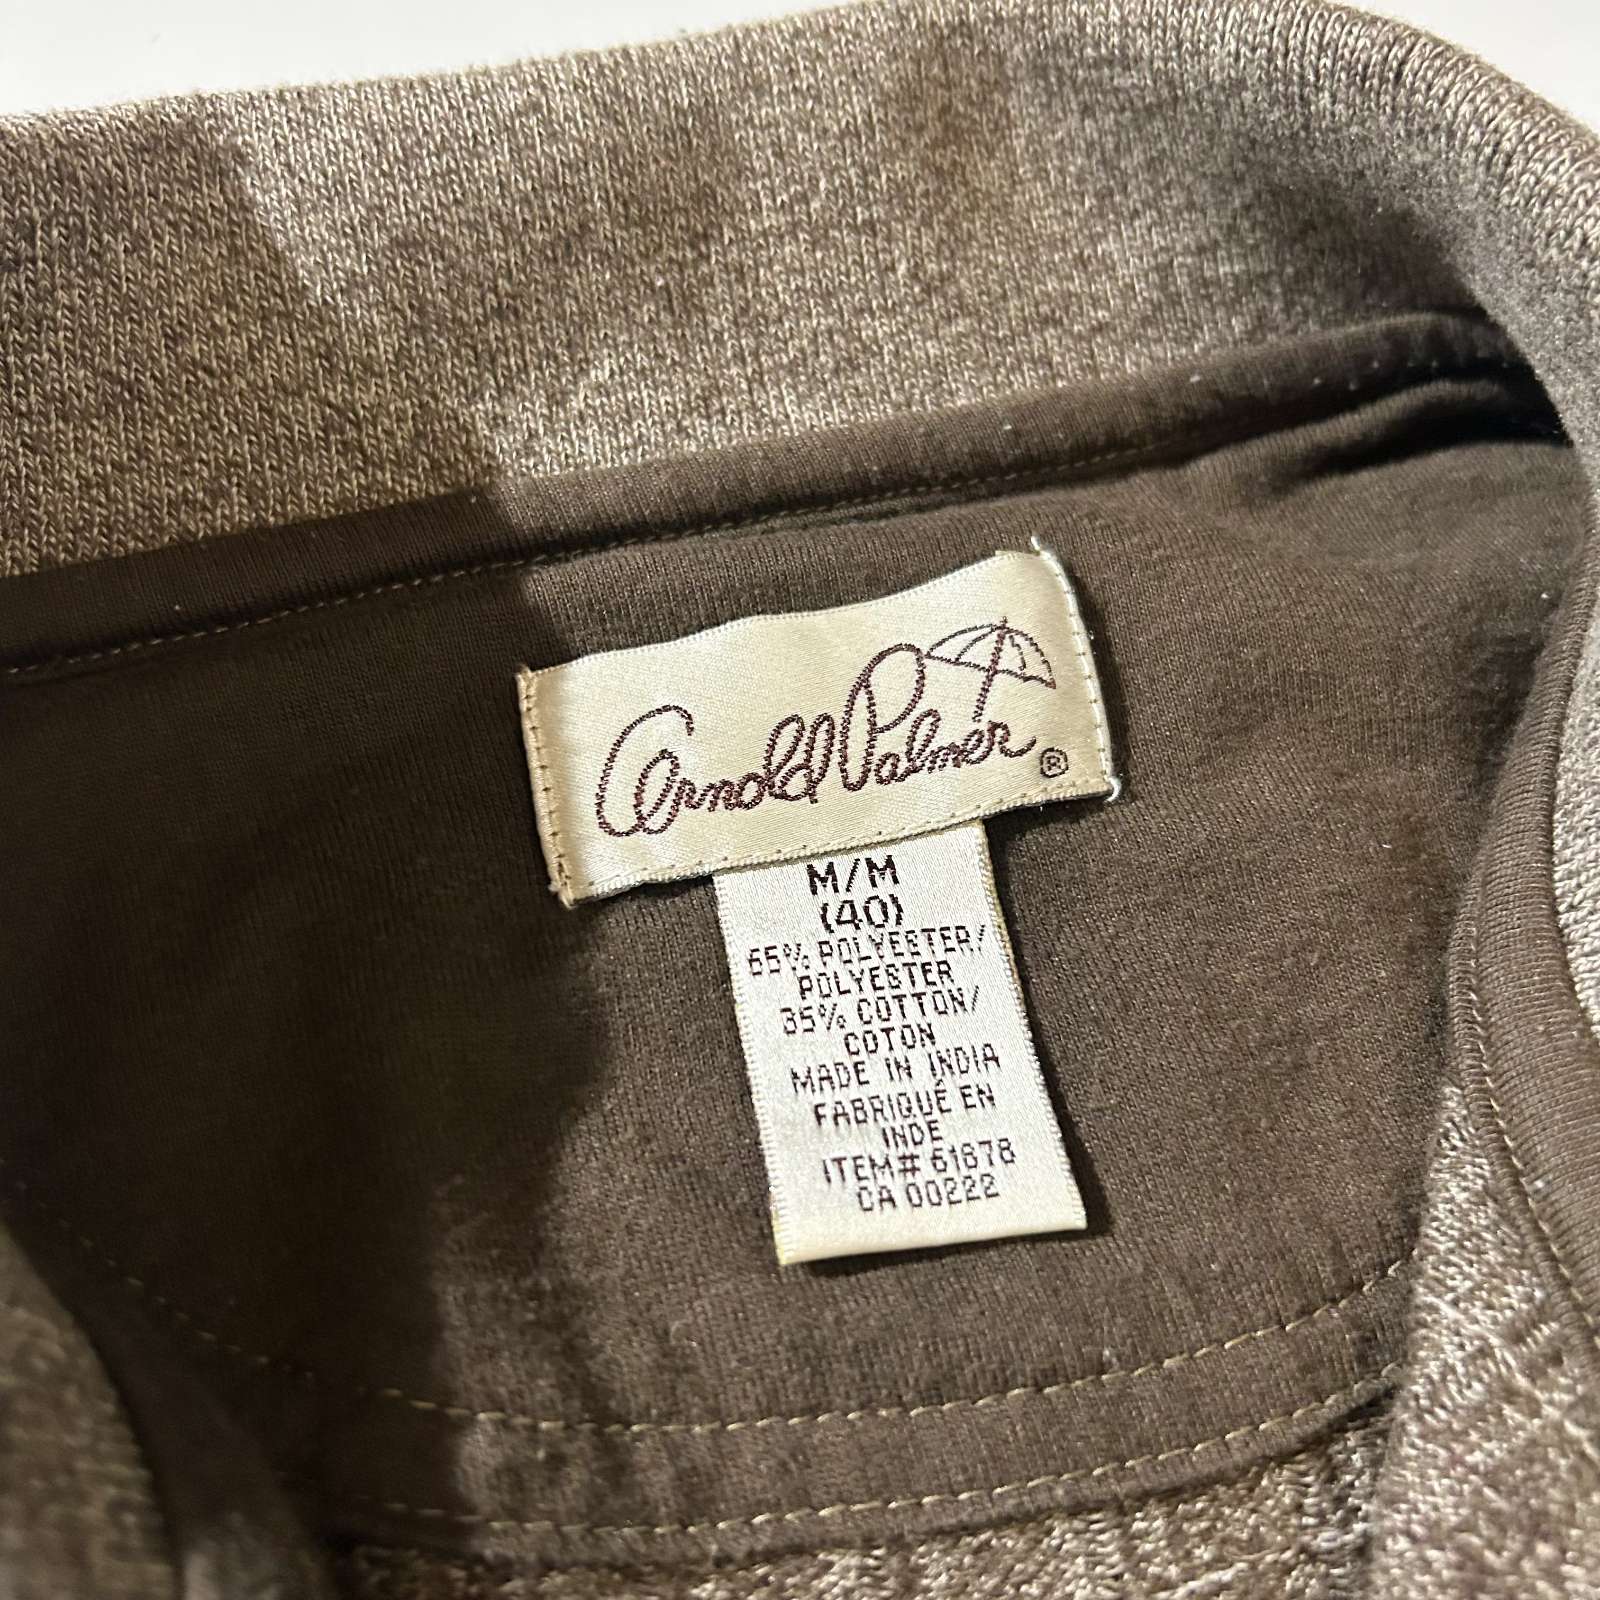 Arnold Palmer ®
M/M
(40)
65% POLYESTER/
POLYESTER
35% COTTON/
COTON
MADE IN INDIA
FABRIQUÉ EN
INDE
ITEM# 61878
CA 00222